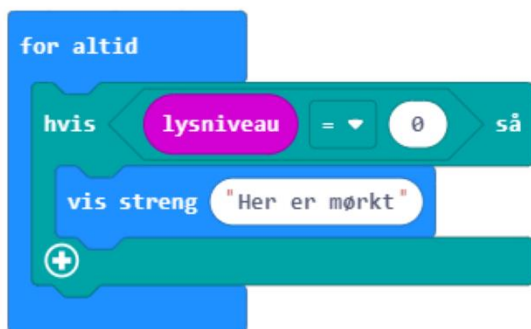 for altid
hvis lysniveau = 0 så
vis streng "Her er mørkt"